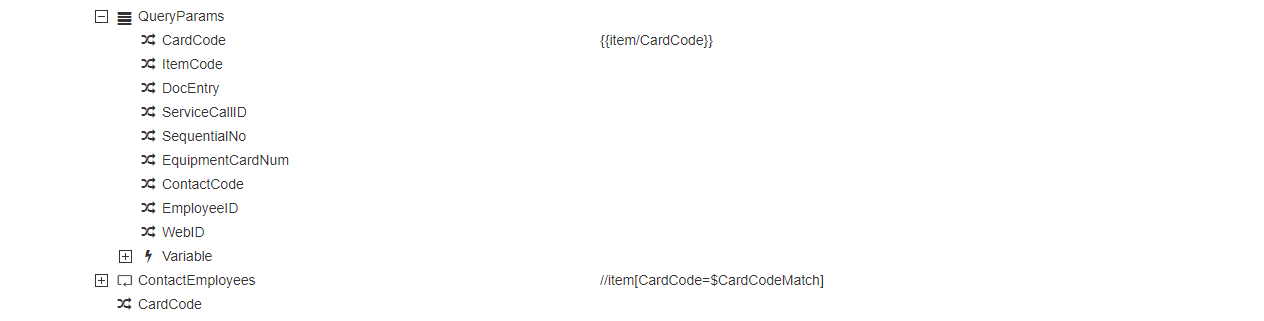 QueryParams
CardCode {{item/CardCode}}
ItemCode
DocEntry
ServiceCallID
SequentialNo
EquipmentCardNum
ContactCode
EmployeeID
WebID
Variable
ContactEmployees //item[CardCode=$CardCodeMatch]
CardCode